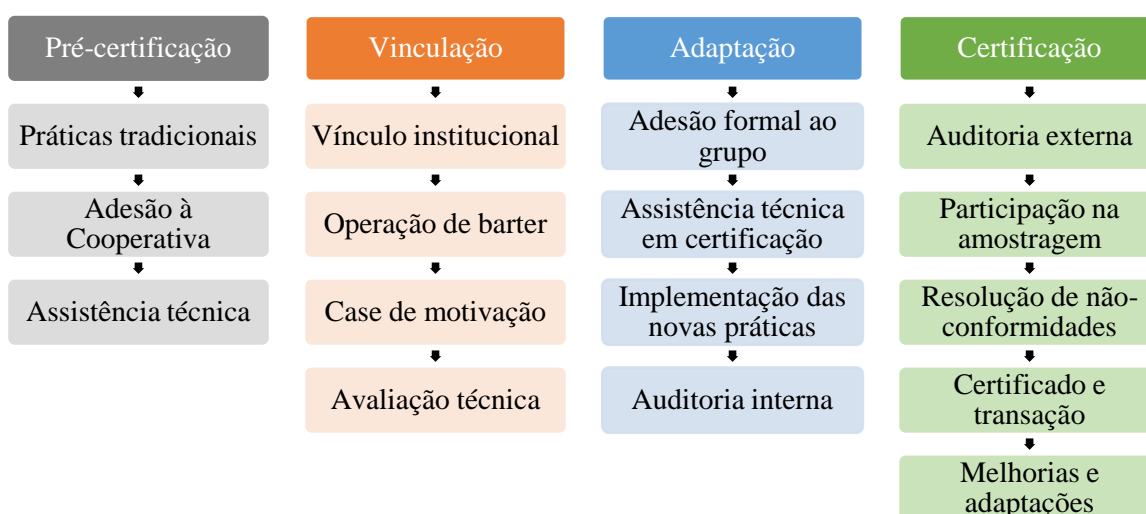 Pré-certificação
Práticas tradicionais
Adesão à
Cooperativa
Assistência técnica
Vinculação
Vínculo institucional
Operação de barter
Case de motivação
Avaliação técnica
Adaptação
Adesão formal ao
grupo
Assistência técnica
em certificação
Implementação das
novas práticas
Auditoria interna
Certificação
Auditoria externa
Participação na
amostragem
Resolução de não-
conformidades
Certificado e
transação
Melhorias e
adaptações